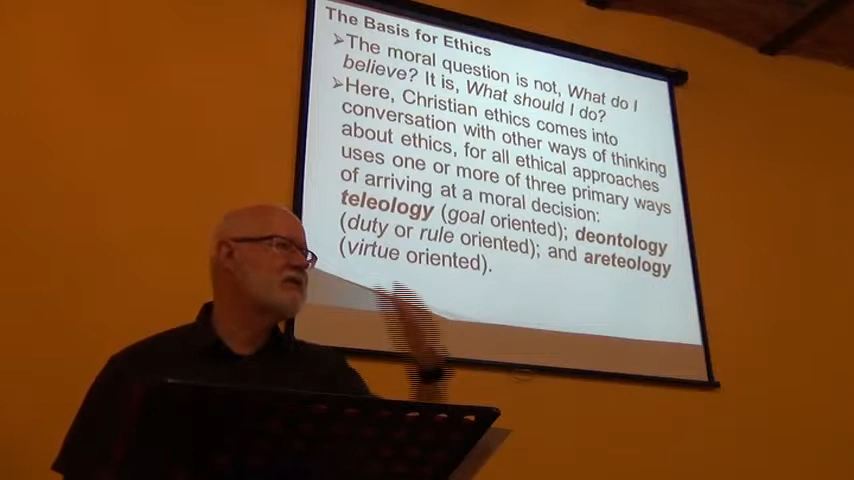 The Basis for Ethics
➢The moral question is not, What do I
believe? It is, What should I do?
➢Here, Christian ethics comes into
conversation with other ways of thinking
about ethics, for all ethical approaches
uses one or more of three primary ways
of arriving at a moral decision:
teleology (goal oriented); deontology
(duty or rule oriented); and areteology
(virtue oriented).